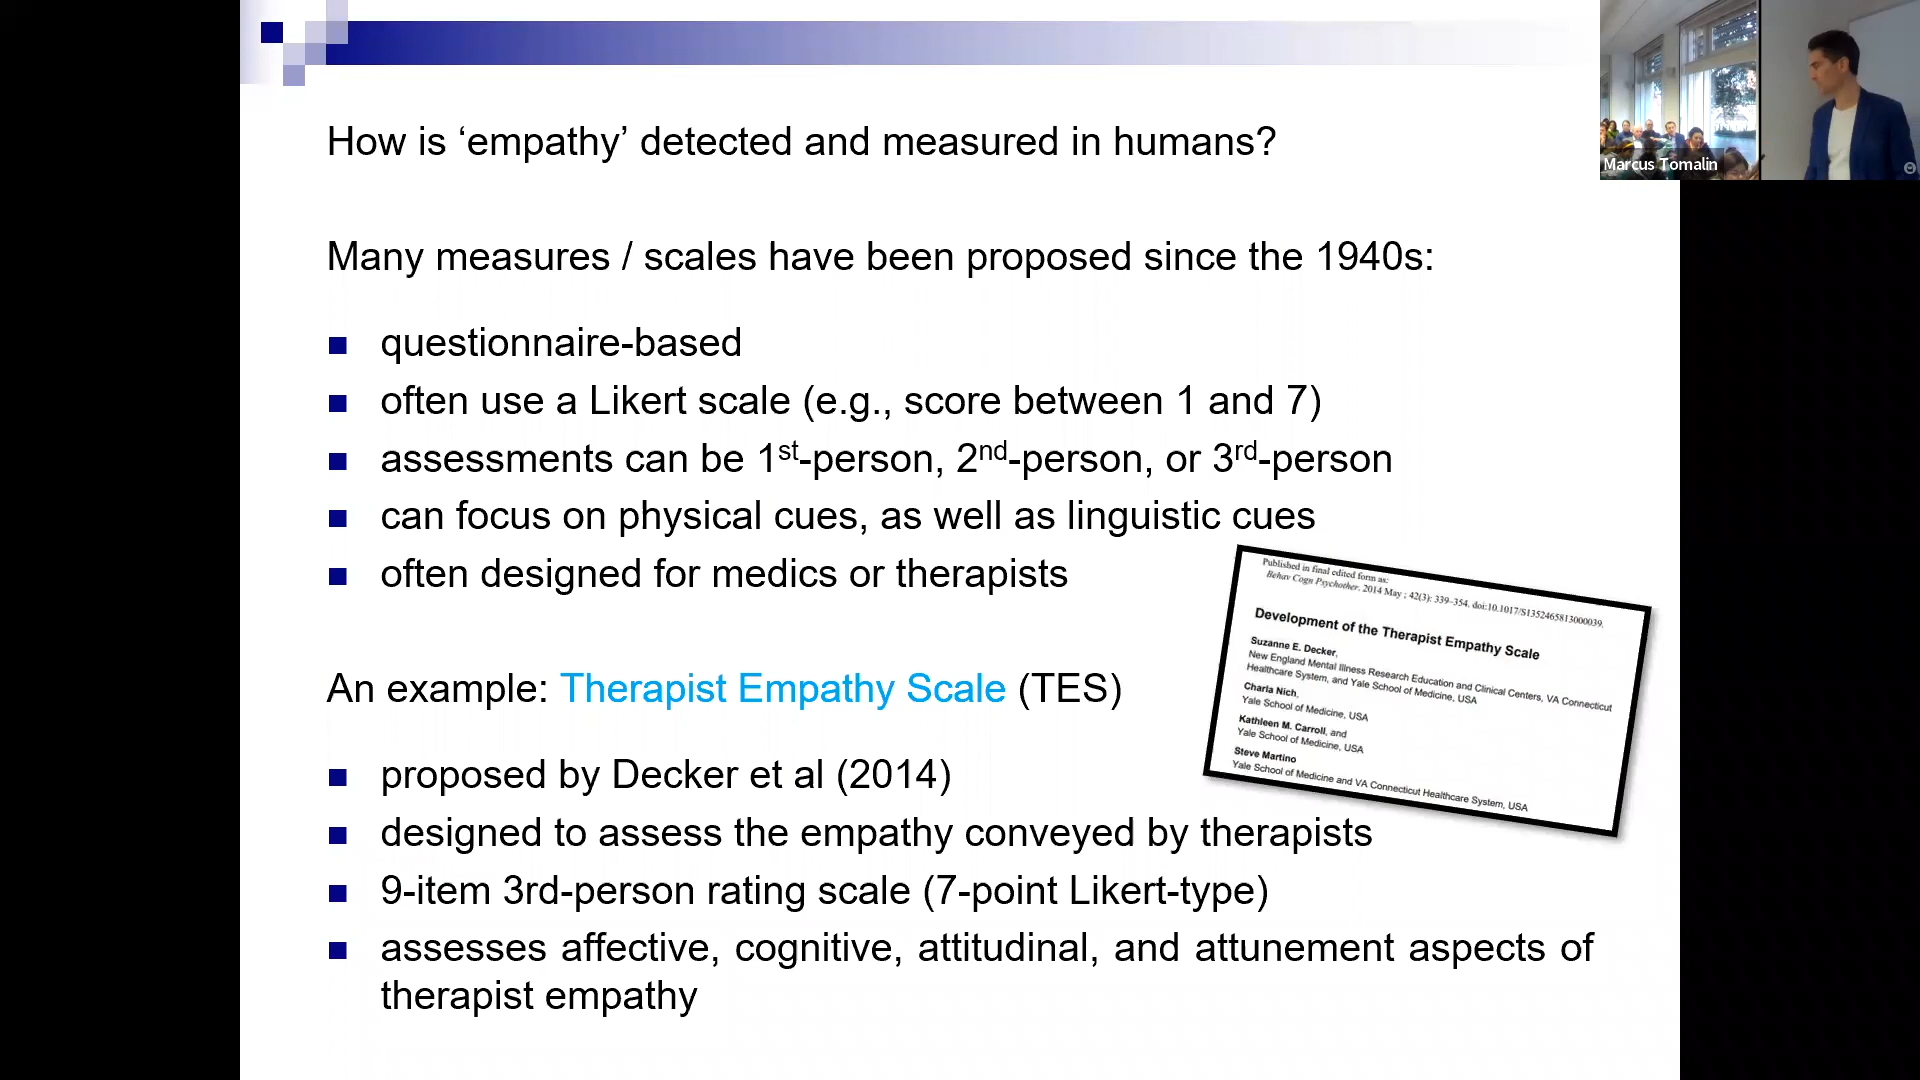 How is ‘empathy’ detected and measured in humans?
Marcus Tomalin
Many measures / scales have been proposed since the 1940s:
questionnaire-based
often use a Likert scale (e.g., score between 1 and 7)
assessments can be 1st-person, 2nd-person, or 3rd-person
can focus on physical cues, as well as linguistic cues
often designed for medics or therapists
Published in final edited form as:
Behav Cogn Psychother. 2014 May ; 42(3): 339–354. doi:10.1017/S1352465813000039.
Development of the Therapist Empathy Scale
Suzanne E. Decker,
New England Mental Illness Research Education and Clinical Centers, VA Connecticut
Healthcare System, and Yale School of Medicine, USA
Charla Nich,
Yale School of Medicine, USA
Kathleen M. Carroll, and
Yale School of Medicine, USA
Steve Martino
Yale School of Medicine and VA Connecticut Healthcare System, USA
An example: Therapist Empathy Scale (TES)
proposed by Decker et al (2014)
designed to assess the empathy conveyed by therapists
9-item 3rd-person rating scale (7-point Likert-type)
assesses affective, cognitive, attitudinal, and attunement aspects of
therapist empathy